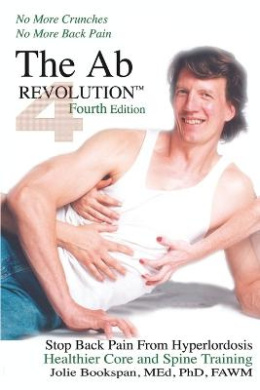 No More Crunches
No More Back Pain
The Ab
REVOLUTION™
4
Fourth Edition
Stop Back Pain From Hyperlordosis
Healthier Core and Spine Training
Jolie Bookspan, MEd, PhD, FAWM